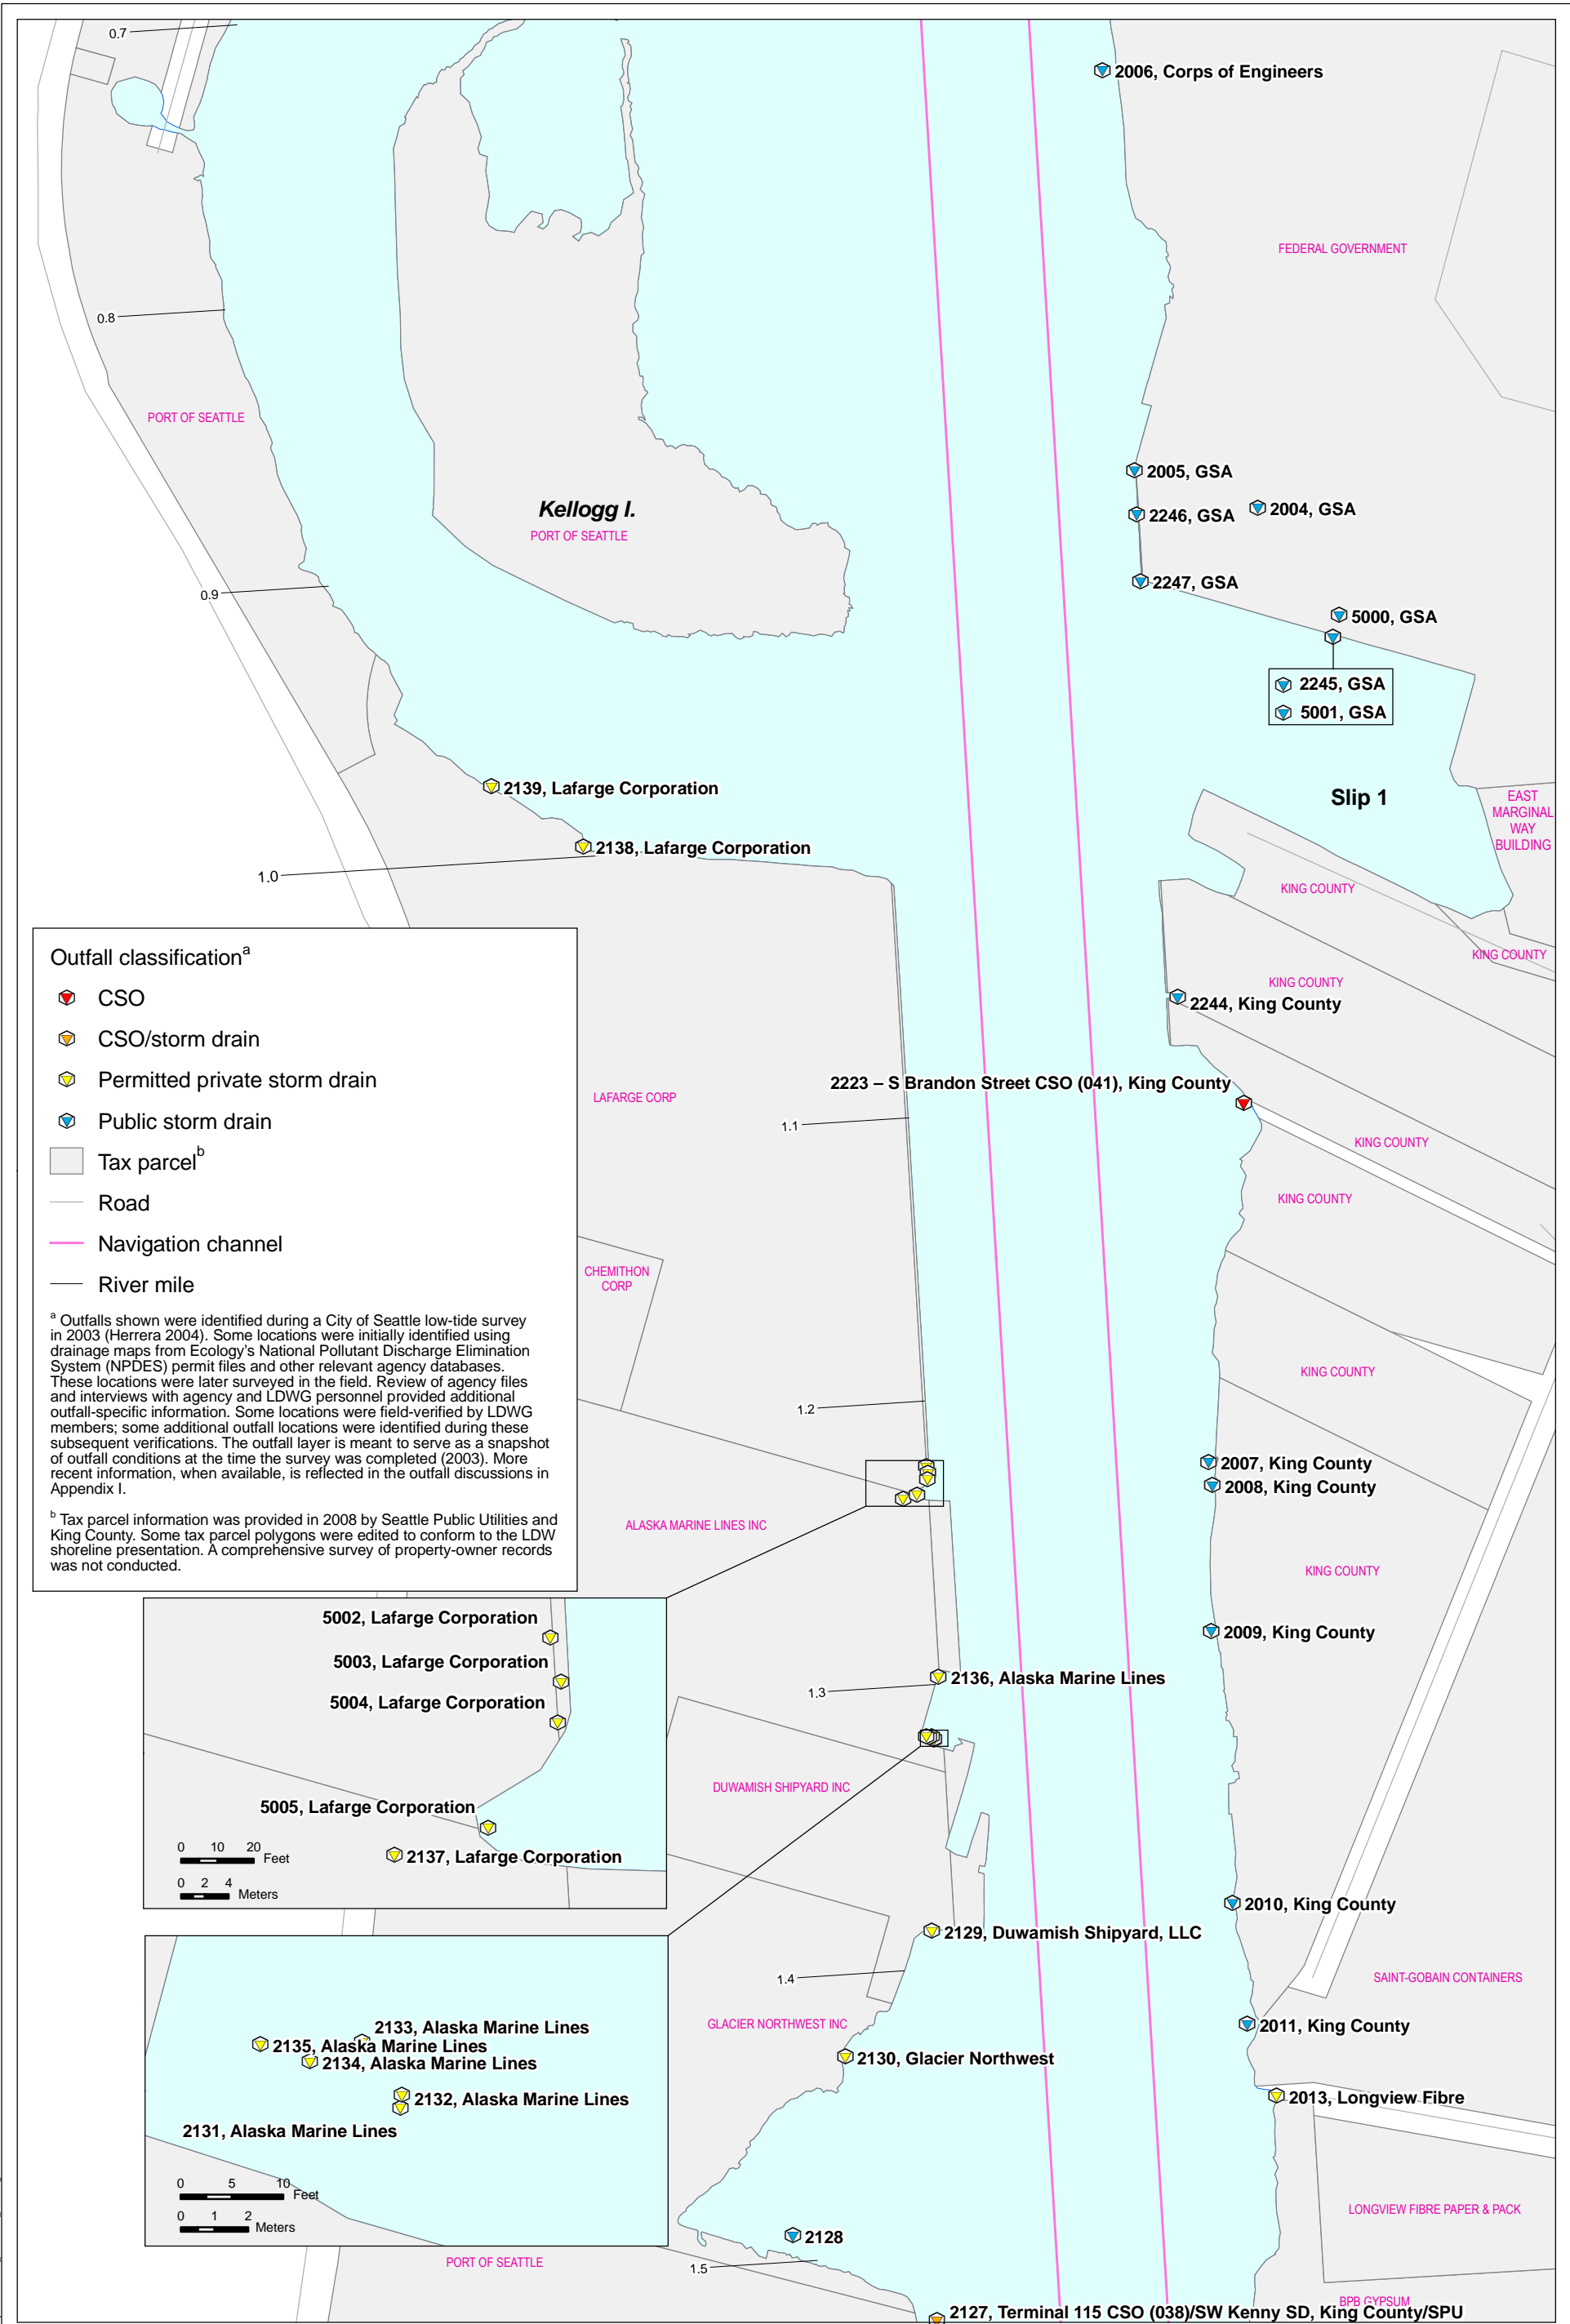 0.7
2006, Corps of Engineers
FEDERAL GOVERNMENT
0.8
PORT OF SEATTLE
2005, GSA
Kellogg I.
PORT OF SEATTLE
2246, GSA
2004, GSA
2247, GSA
0.9
5000, GSA
2245, GSA
5001, GSA
2139, Lafarge Corporation
Slip 1
EAST
MARGINAL
WAY
BUILDING
2138, Lafarge Corporation
1.0
KING COUNTY
KING COUNTY
KING COUNTY
2244, King County
2223 – S Brandon Street CSO (041), King County
LAFARGE CORP
1.1
KING COUNTY
KING COUNTY
CHEMITHON
CORP
KING COUNTY
1.2
2007, King County
2008, King County
ALASKA MARINE LINES INC
KING COUNTY
2009, King County
2136, Alaska Marine Lines
1.3
DUWAMISH SHIPYARD INC
2010, King County
2129, Duwamish Shipyard, LLC
1.4
SAINT-GOBAIN CONTAINERS
GLACIER NORTHWEST INC
2011, King County
2130, Glacier Northwest
2013, Longview Fibre
LONGVIEW FIBRE PAPER & PACK
2128
PORT OF SEATTLE
1.5
BPB GYPSUM
2127, Terminal 115 CSO (038)/SW Kenny SD, King County/SPU
Outfall classification a
CSO
CSO/storm drain
Permitted private storm drain
Public storm drain
Tax parcel b
Road
Navigation channel
River mile
a Outfalls shown were identified during a City of Seattle low-tide survey
in 2003 (Herrera 2004). Some locations were initially identified using
drainage maps from Ecology's National Pollutant Discharge Elimination
System (NPDES) permit files and other relevant agency databases.
These locations were later surveyed in the field. Review of agency files
and interviews with agency and LDWG personnel provided additional
outfall-specific information. Some locations were field-verified by LDWG
members; some additional outfall locations were identified during these
subsequent verifications. The outfall layer is meant to serve as a snapshot
of outfall conditions at the time the survey was completed (2003). More
recent information, when available, is reflected in the outfall discussions in
Appendix I.
b Tax parcel information was provided in 2008 by Seattle Public Utilities and
King County. Some tax parcel polygons were edited to conform to the LDW
shoreline presentation. A comprehensive survey of property-owner records
was not conducted.
5002, Lafarge Corporation
5003, Lafarge Corporation
5004, Lafarge Corporation
5005, Lafarge Corporation
2137, Lafarge Corporation
0 10 20
Feet
0 2 4
Meters
2133, Alaska Marine Lines
2135, Alaska Marine Lines
2134, Alaska Marine Lines
2132, Alaska Marine Lines
2131, Alaska Marine Lines
0 5 10
Feet
0 1 2
Meters